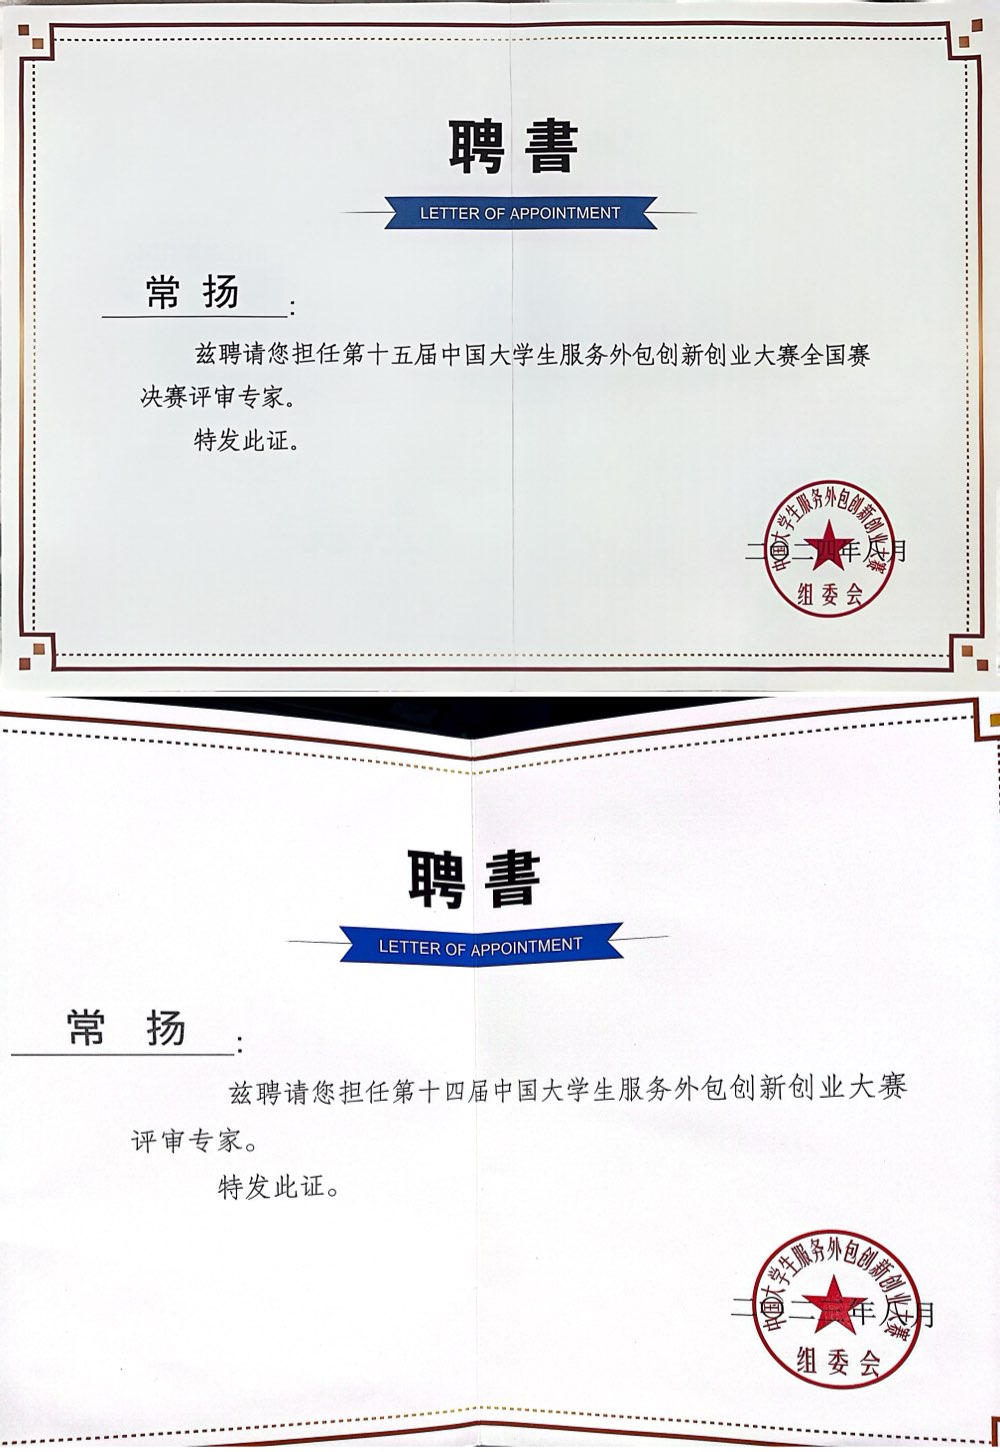 聘書
LETTER OF APPOINTMENT
常扬：
兹聘请您担任第十五届中国大学生服务外包创新创业大赛全国赛
决赛评审专家。
特发此证。
中国大学生服务外包创新创业大赛
二〇二四年八月
组委会
聘書
LETTER OF APPOINTMENT
常扬：
兹聘请您担任第十四届中国大学生服务外包创新创业大赛
评审专家。
特发此证。
中国大学生服务外包创新创业大赛
二〇二三年八月
组委会